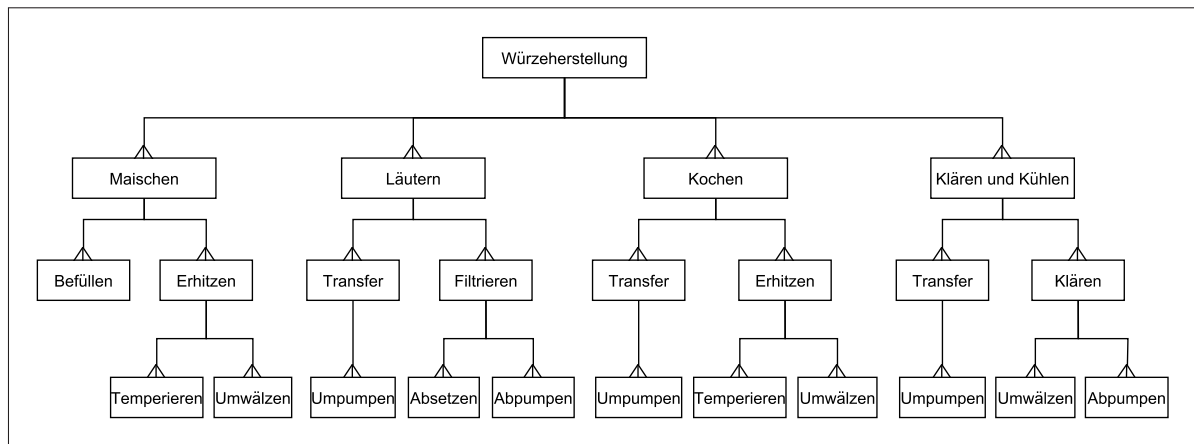 Würzeherstellung
Maischen
Läutern
Kochen
Klären und Kühlen
Befüllen
Erhitzen
Transfer
Filtrieren
Transfer
Erhitzen
Transfer
Klären
Temperieren
Umwälzen
Umpumpen
Absetzen
Abpumpen
Umpumpen
Temperieren
Umwälzen
Umpumpen
Umwälzen
Abpumpen